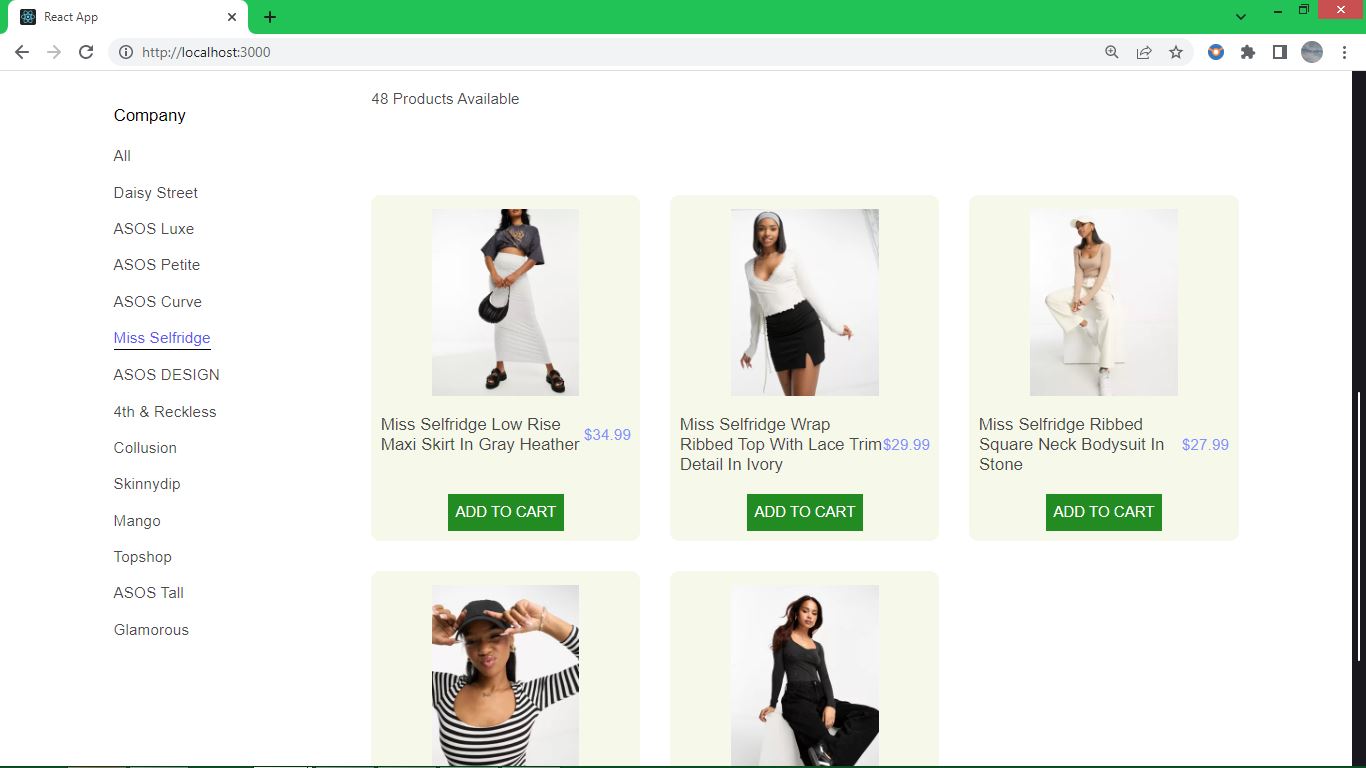 React App
http://localhost:3000
48 Products Available
Company
All
Daisy Street
ASOS Luxe
ASOS Petite
ASOS Curve
Miss Selfridge
ASOS DESIGN
4th & Reckless
Collusion
Skinnydip
Mango
Topshop
ASOS Tall
Glamorous
Miss Selfridge Low Rise
Maxi Skirt In Gray Heather
$34.99
ADD TO CART
Miss Selfridge Wrap
Ribbed Top With Lace Trim
Detail In Ivory
$29.99
ADD TO CART
Miss Selfridge Ribbed
Square Neck Bodysuit In
Stone
$27.99
ADD TO CART